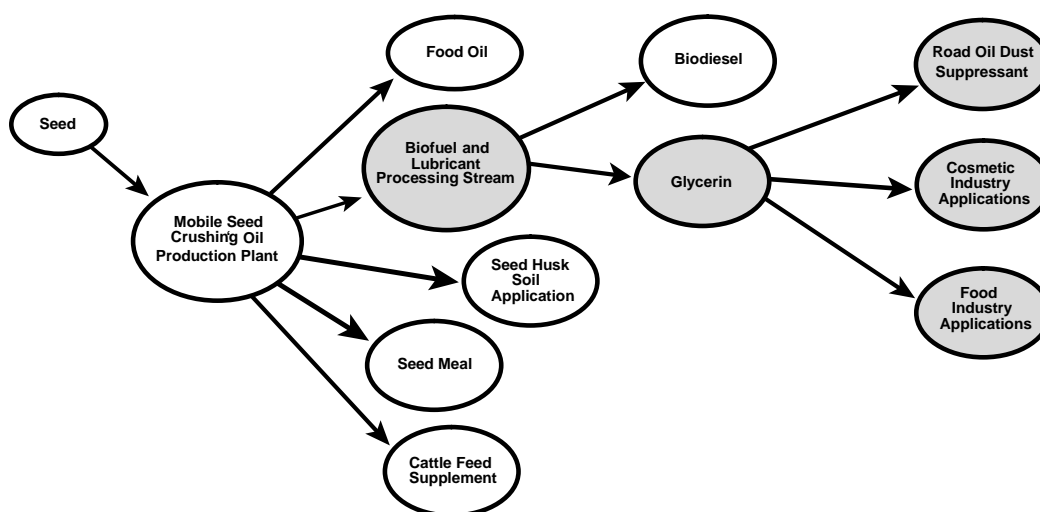 Seed
Mobile Seed
Crushing Oil
Production Plant
Food Oil
Biofuel and
Lubricant
Processing Stream
Seed Husk
Soil
Application
Seed Meal
Cattle Feed
Supplement
Biodiesel
Glycerin
Road Oil Dust
Suppressant
Cosmetic
Industry
Applications
Food
Industry
Applications